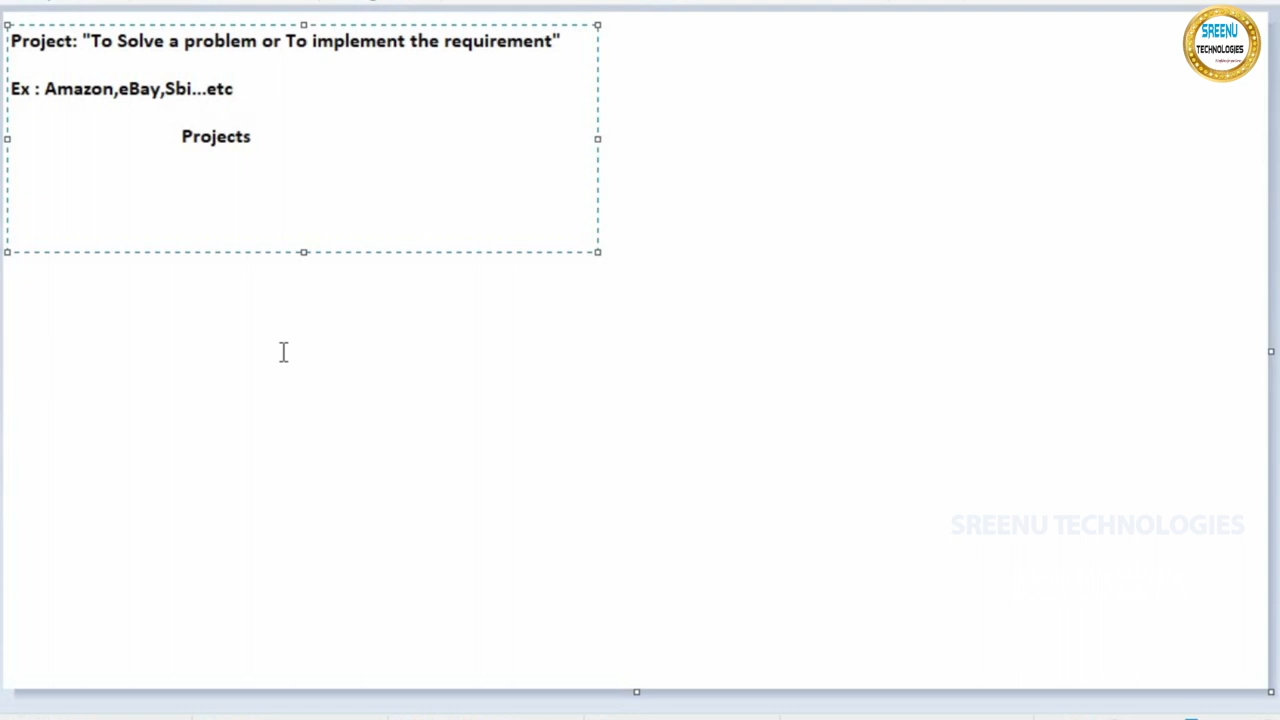 Project: "To Solve a problem or To implement the requirement"
Ex : Amazon,eBay,Sbi...etc
Projects
SREENU
TECHNOLOGIES
SREENU TECHNOLOGIES